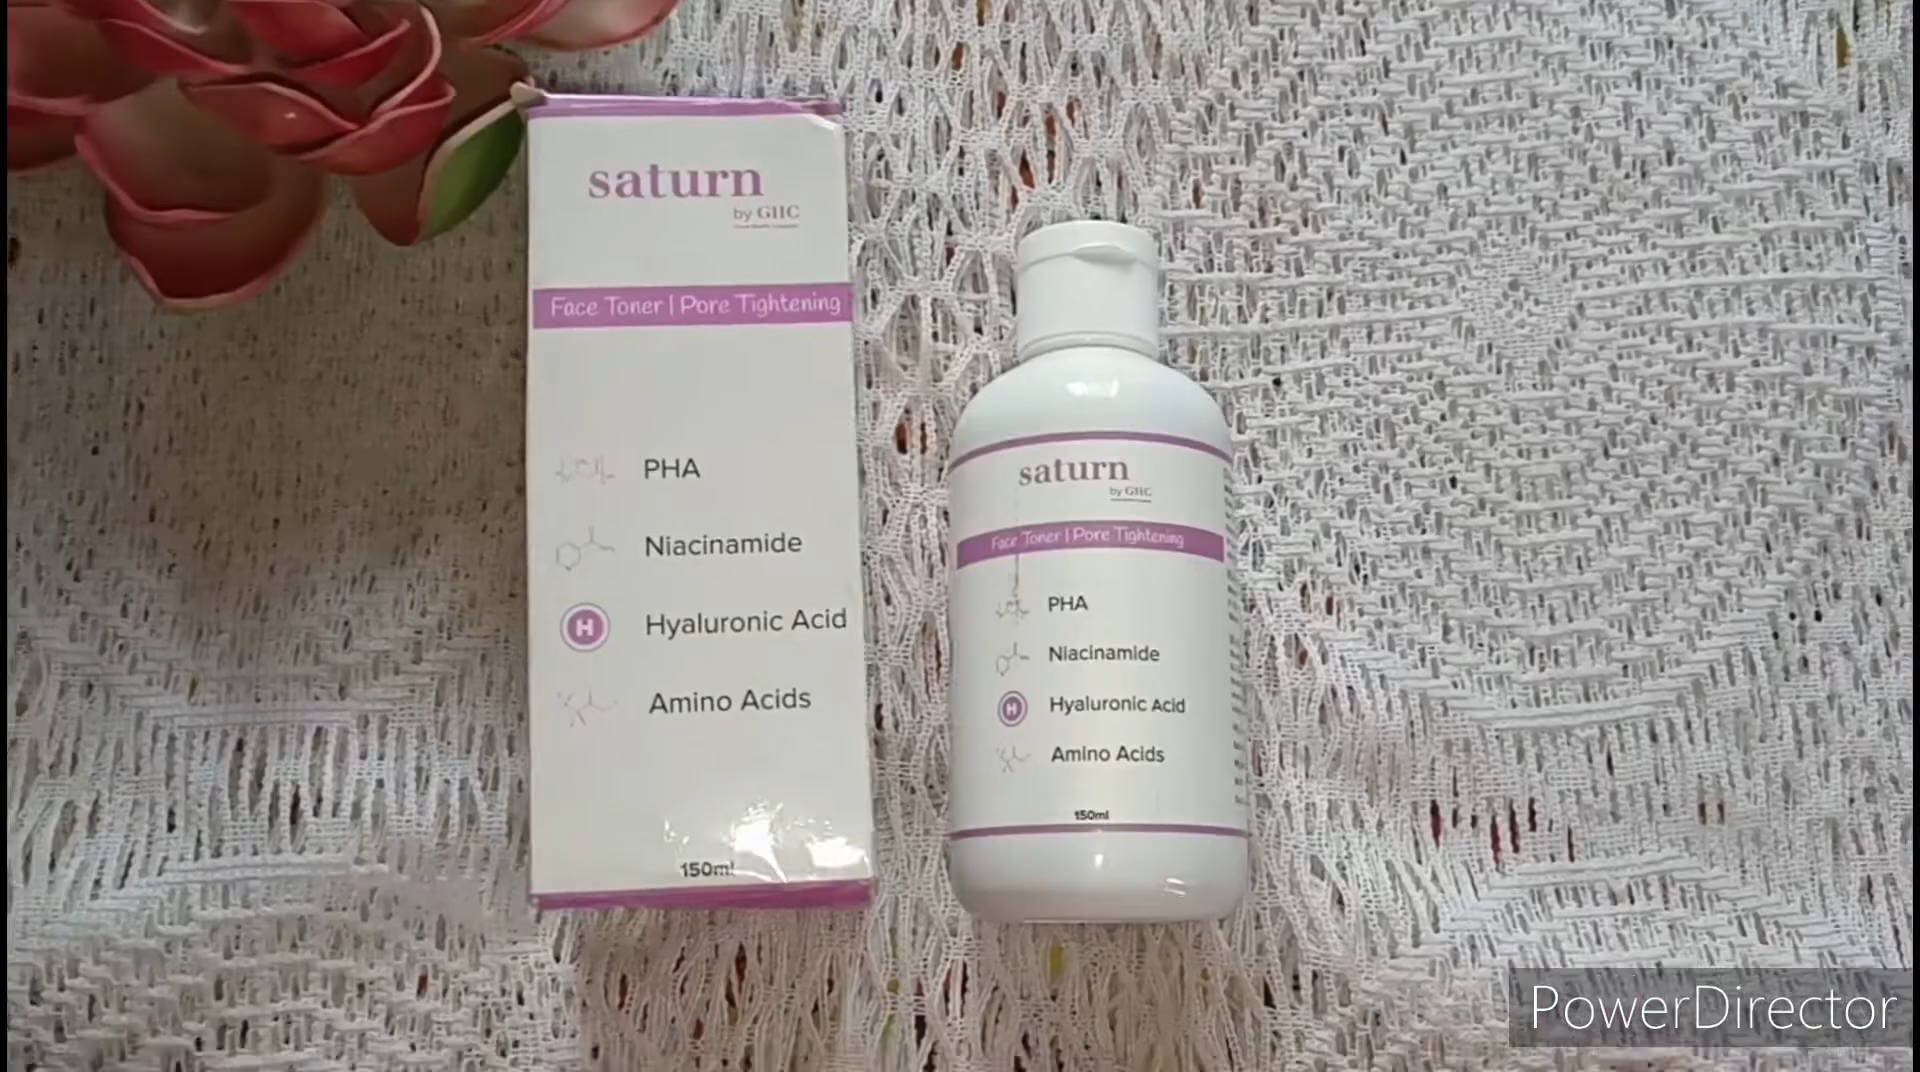 saturn
by GHC
Face Toner | Pore Tightening
PHA
Niacinamide
Hyaluronic Acid
Amino Acids
150ml
saturn
by GHC
Face Toner | Pore Tightening
PHA
Niacinamide
H
Hyaluronic Acid
Amino Acids
150ml
PowerDirector